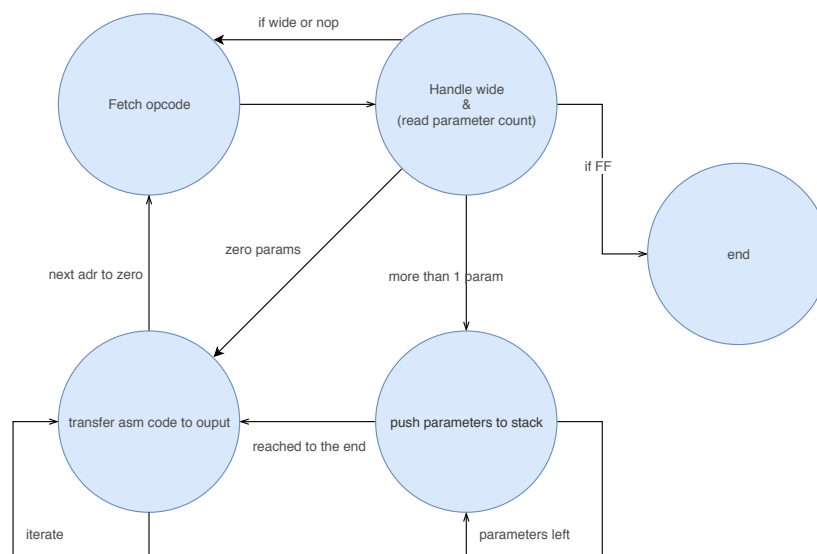 if wide or nop
Fetch opcode
Handle wide
&
(read parameter count)
if FF
end
zero params
next adr to zero
more than 1 param
transfer asm code to ouput
push parameters to stack
reached to the end
iterate
parameters left